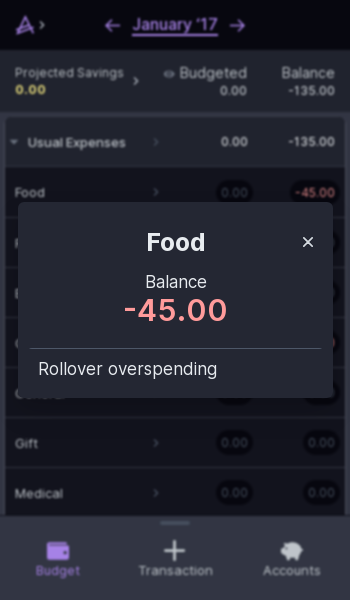 January '17
Projected Savings
0.00
Budgeted
0.00
Balance
-135.00
Usual Expenses
0.00
-135.00
Food
0.00
-45.00
Food
Balance
-45.00
Rollover overspending
Gift
0.00
0.00
Medical
0.00
0.00
Budget
Transaction
Accounts